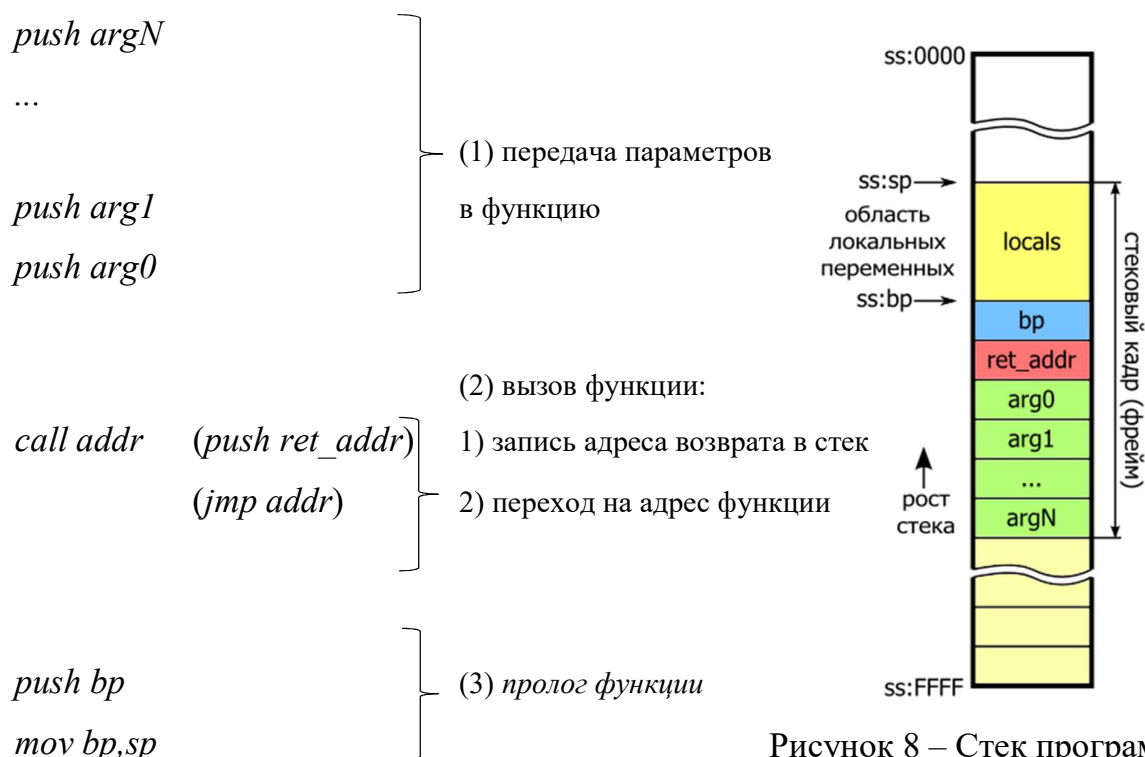 push argN
...
push arg1
push arg0
(1) передача параметров
в функцию
call addr (push ret_addr)
(jmp addr)
(2) вызов функции:
1) запись адреса возврата в стек
2) переход на адрес функции
push bp
mov bp,sp
(3) пролог функции
ss:0000
ss:sp
область
локальных
переменных
ss:bp
locals
bp
ret_addr
arg0
arg1
...
argN
рост
стека
стековый кадр (фрейм)
ss:FFFF
Рисунок 8 – Стек програм